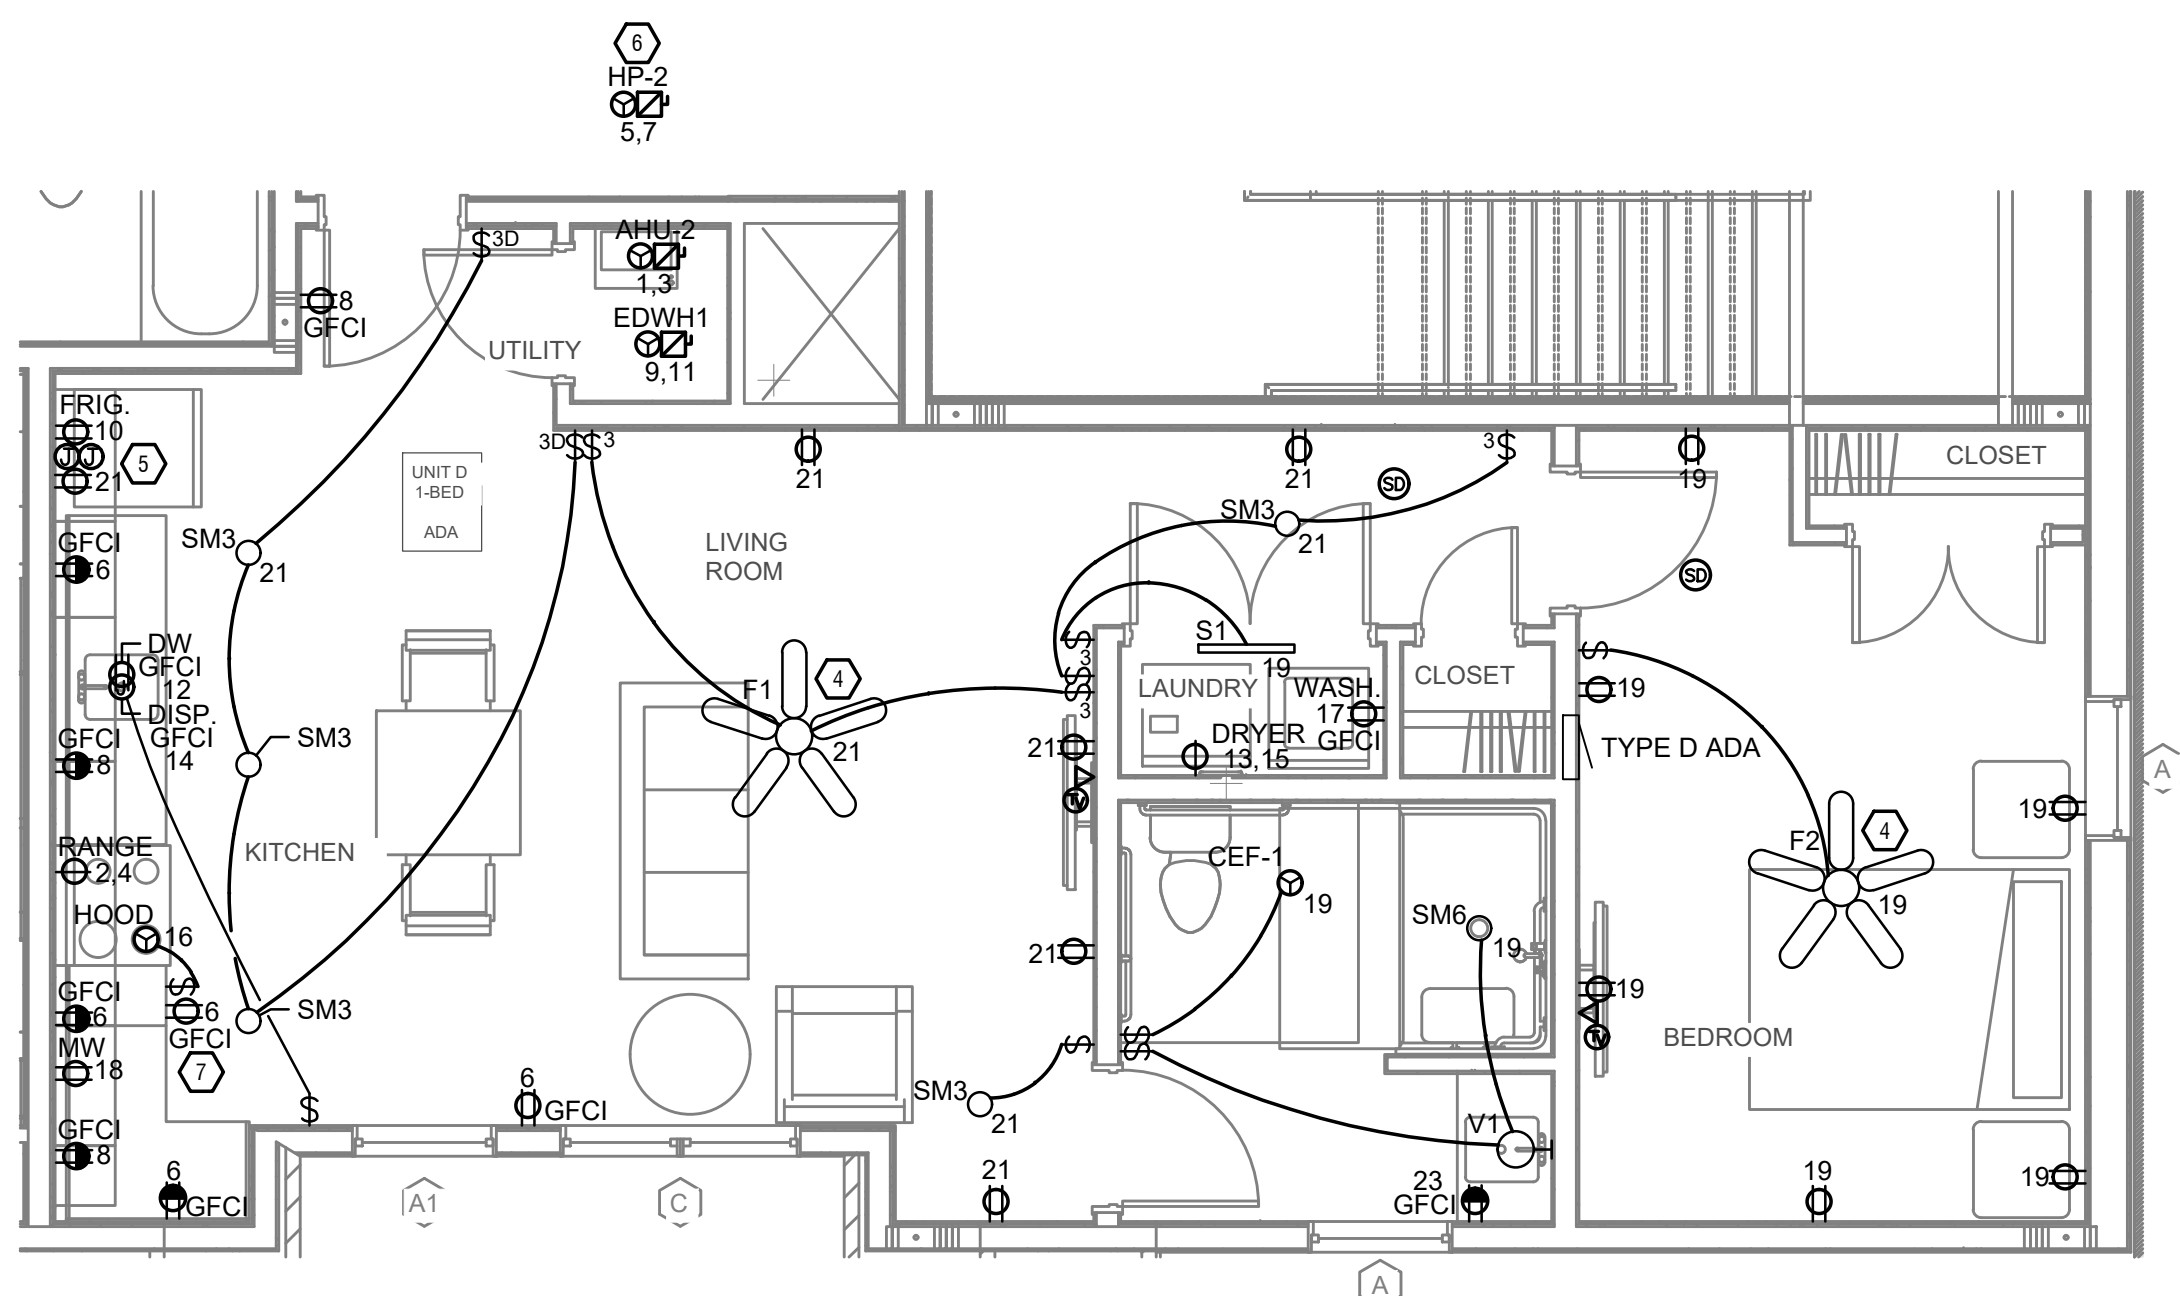 6
HP-2
5,7
$3D
AHU-2
1,3
EDWH1
9,11
8
GFCI
UTILITY
FRIG.
10
J J
5
21
UNIT D
1-BED
ADA
3D$$3
21
21
3$
19
CLOSET
SD
SD
SM3
21
GFCI
6
LIVING
ROOM
SM3
21
DW
GFCI
12
J
DISP.
GFCI
14
GFCI
8
SM3
F1
4
21
$
3
$
$
3
S1
19
LAUNDRY
WASH.
17
GFCI
DRYER
13,15
CLOSET
$
19
TYPE D ADA
A
21
TV
19
F2
4
19
RANGE
2,4
KITCHEN
HOOD
16
$
CEF-1
19
SM6
19
21
GFCI
6
6
GFCI
SM3
19
TV
BEDROOM
MW
18
7
$
6
GFCI
SM3
21
$
$
$
V1
GFCI
8
6
GFCI
A1
C
21
23
GFCI
19
19
A